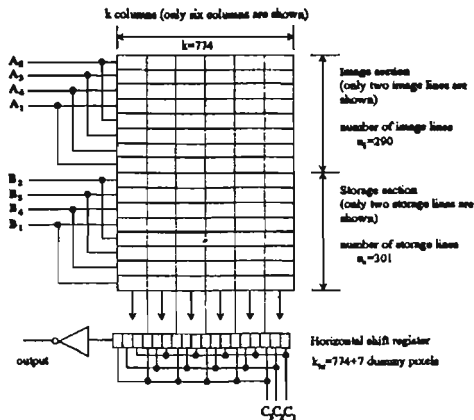 k columns (only six columns are shown)
k=774
A2
A3
A4
A1
Image section
(only two image lines are
shown)
number of image lines
nᵢ=290
B2
B3
B4
B1
Storage section
(only two storage lines are
shown)
number of storage lines
nₛ=301
output
Horizontal shift register
=774+7 dummy pixels